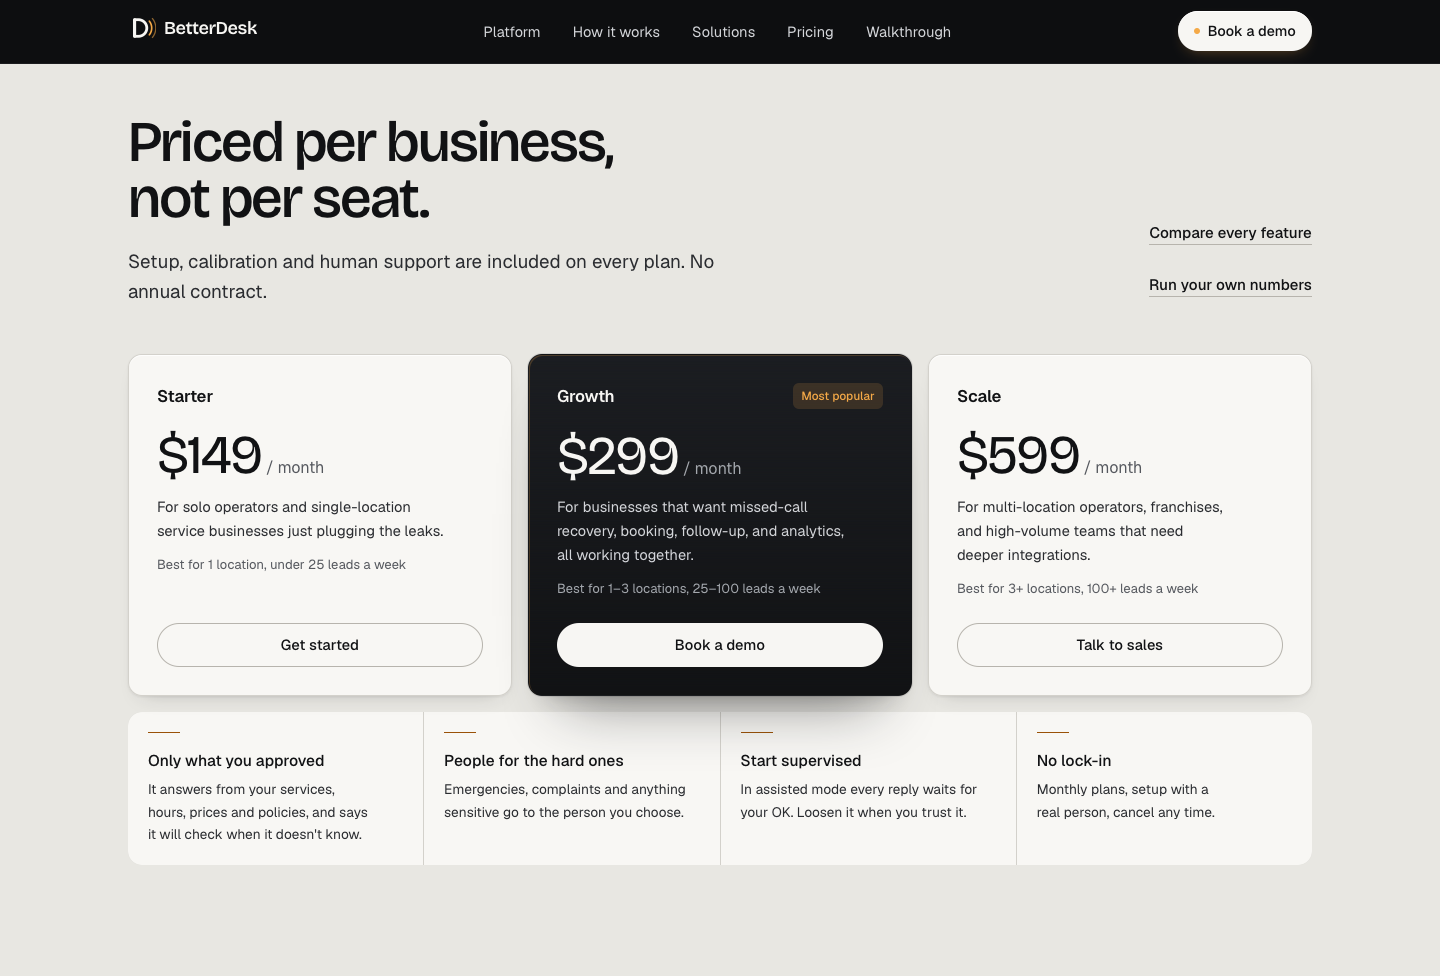 BetterDesk
Platform
How it works
Solutions
Pricing
Walkthrough
Book a demo
Priced per business,
not per seat.
Setup, calibration and human support are included on every plan. No
annual contract.
Compare every feature
Run your own numbers
Starter
$149 / month
For solo operators and single-location
service businesses just plugging the leaks.
Best for 1 location, under 25 leads a week
Get started
Growth
Most popular
$299 / month
For businesses that want missed-call
recovery, booking, follow-up, and analytics,
all working together.
Best for 1–3 locations, 25–100 leads a week
Book a demo
Scale
$599 / month
For multi-location operators, franchises,
and high-volume teams that need
deeper integrations.
Best for 3+ locations, 100+ leads a week
Talk to sales
Only what you approved
It answers from your services,
hours, prices and policies, and says
it will check when it doesn't know.
People for the hard ones
Emergencies, complaints and anything
sensitive go to the person you choose.
Start supervised
In assisted mode every reply waits for
your OK. Loosen it when you trust it.
No lock-in
Monthly plans, setup with a
real person, cancel any time.